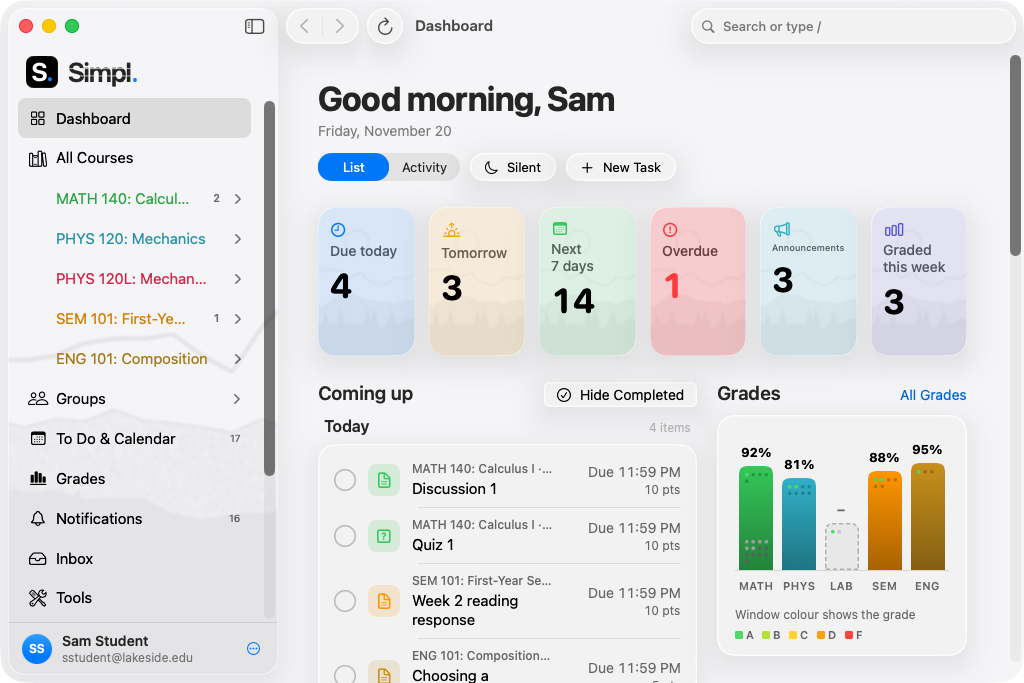 Dashboard
Search or type /
S.
Simpl.
Dashboard
All Courses
MATH 140: Calcul... 2
PHYS 120: Mechanics
PHYS 120L: Mechan...
SEM 101: First-Ye... 1
ENG 101: Composition
Groups
To Do & Calendar 17
Grades
Notifications 16
Inbox
Tools
SS
Sam Student
sstudent@lakeside.edu
Good morning, Sam
Friday, November 20
List Activity Silent + New Task
Due today
4
Tomorrow
3
Next
7 days
14
Overdue
1
Announcements
3
Graded
this week
3
Coming up
Hide Completed
Today
4 items
MATH 140: Calculus I ·...
Discussion 1
Due 11:59 PM
10 pts
MATH 140: Calculus I ·...
Quiz 1
Due 11:59 PM
10 pts
SEM 101: First-Year Se...
Week 2 reading
response
Due 11:59 PM
10 pts
ENG 101: Composition...
Choosing a
Due 11:59 PM
Grades
All Grades
92% 81% – 88% 95%
MATH PHYS LAB SEM ENG
Window colour shows the grade
A B C D F